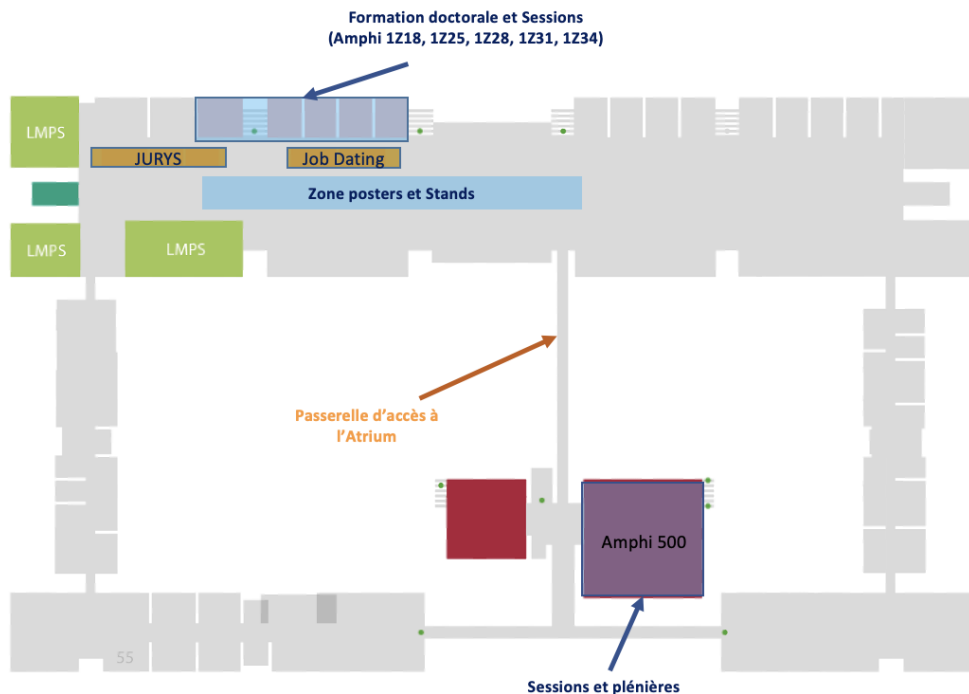 Formation doctorale et Sessions
(Amphi 1Z18, 1Z25, 1Z28, 1Z31, 1Z34)
LMPS
JURYS
Job Dating
Zone posters et Stands
LMPS
LMPS
Passerelle d'accès à
l'Atrium
Amphi 500
55
Sessions et plénières